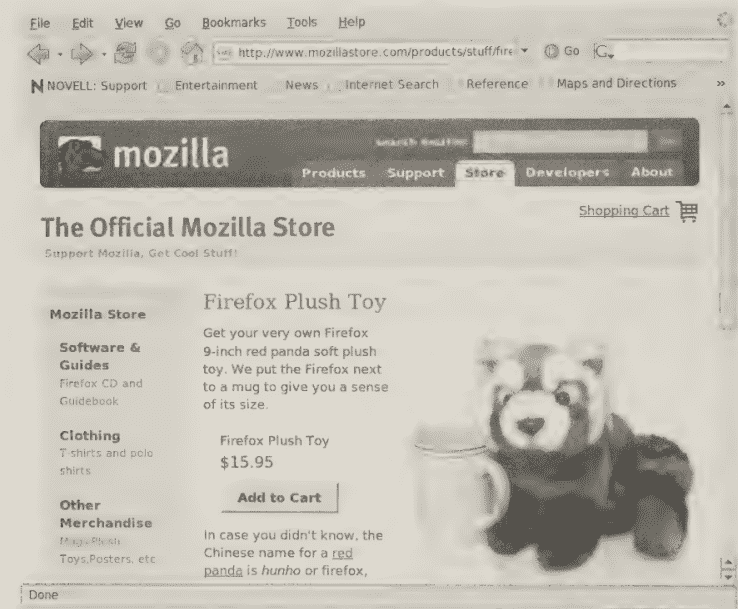 File Edit View Go Bookmarks Tools Help
http://www.mozillastore.com/products/stuff/fire Go G
NOVELL: Support Entertainment News Internet Search Reference Maps and Directions »
mozilla
Products Support Store Developers About
Shopping Cart
The Official Mozilla Store
Support Mozilla, Get Cool Stuff!
Mozilla Store
Software &
Guides
Firefox CD and
Guidebook
Clothing
T-shirts and polo
shirts
Other
Merchandise
Mugs, Plush
Toys,Posters, etc
Firefox Plush Toy
Get your very own Firefox
9-inch red panda soft plush
toy. We put the Firefox next
to a mug to give you a sense
of its size.
Firefox Plush Toy
$15.95
Add to Cart
In case you didn't know, the
Chinese name for a red
panda is hunho or firefox,
Done